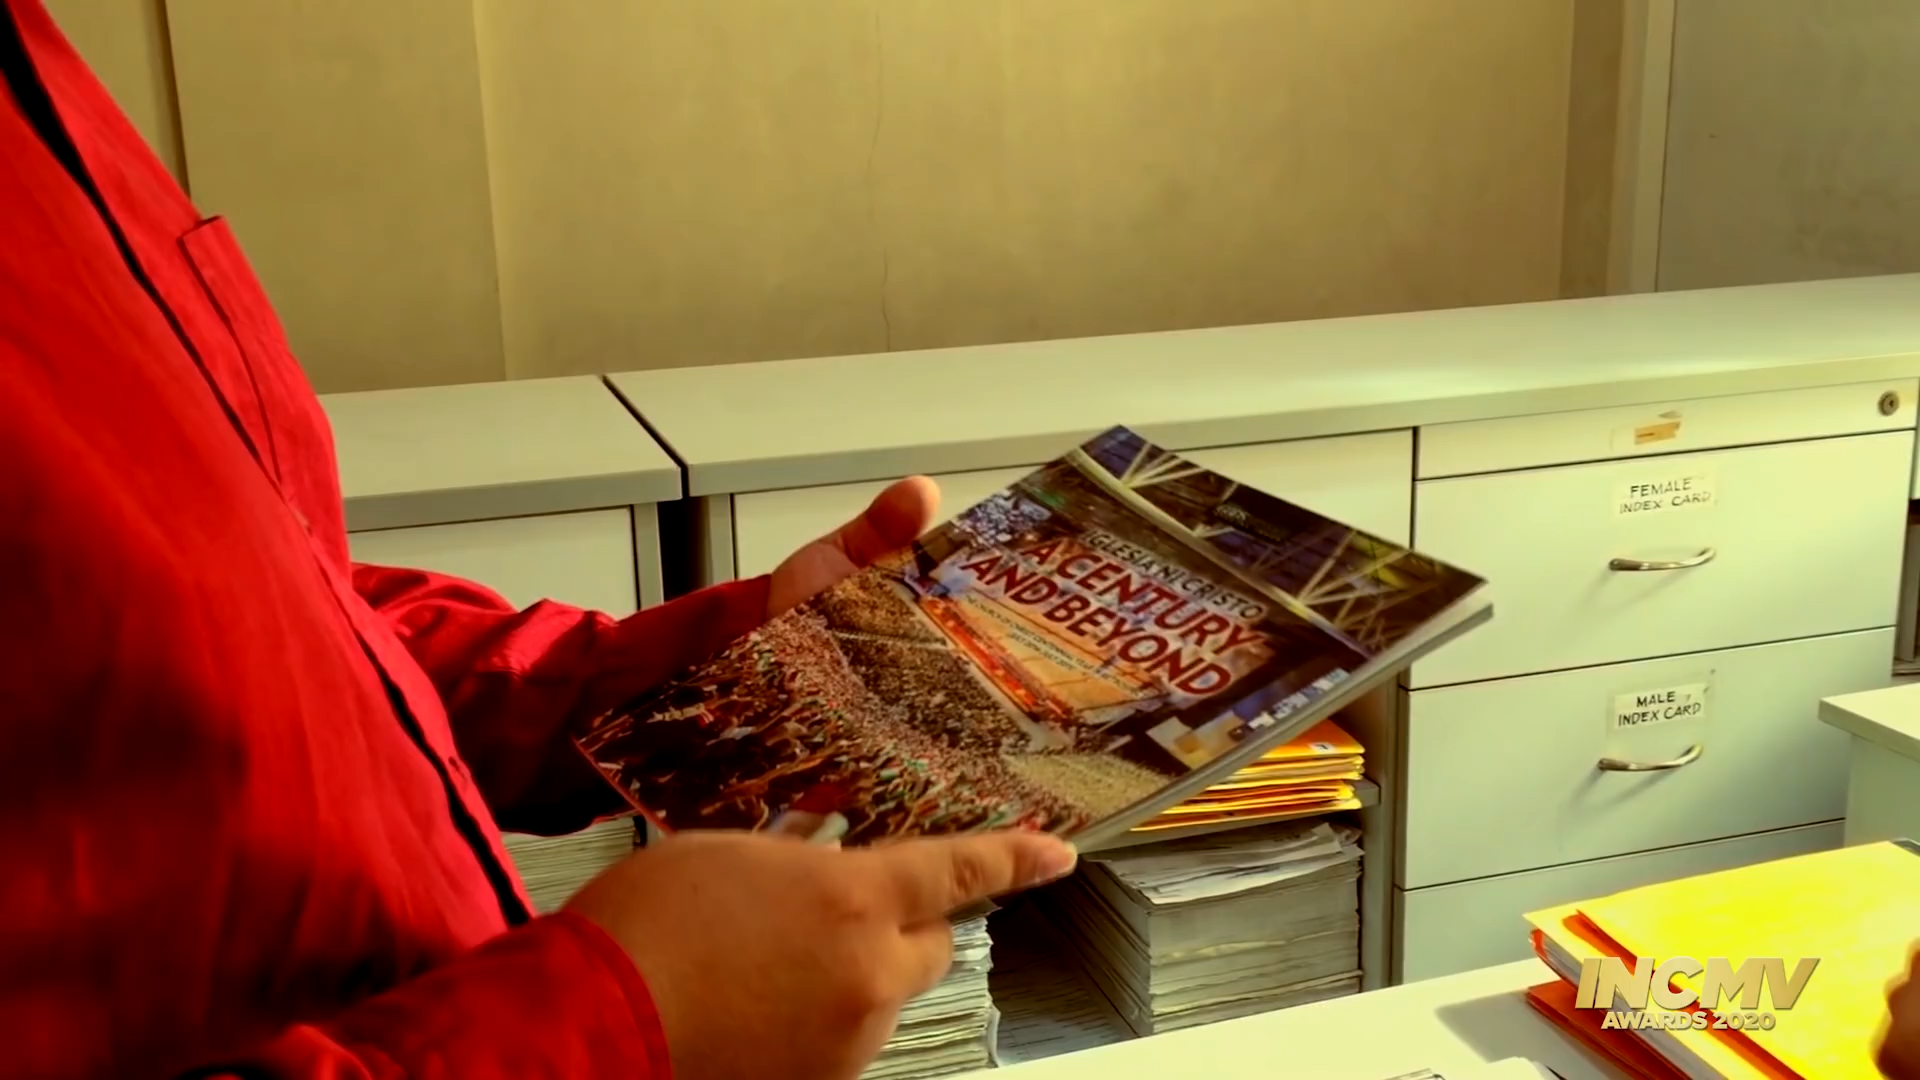 IGLESIA NI CRISTO
A CENTURY
AND BEYOND
FEMALE
INDEX CARD
MALE
INDEX CARD
INCMV
AWARDS 2020